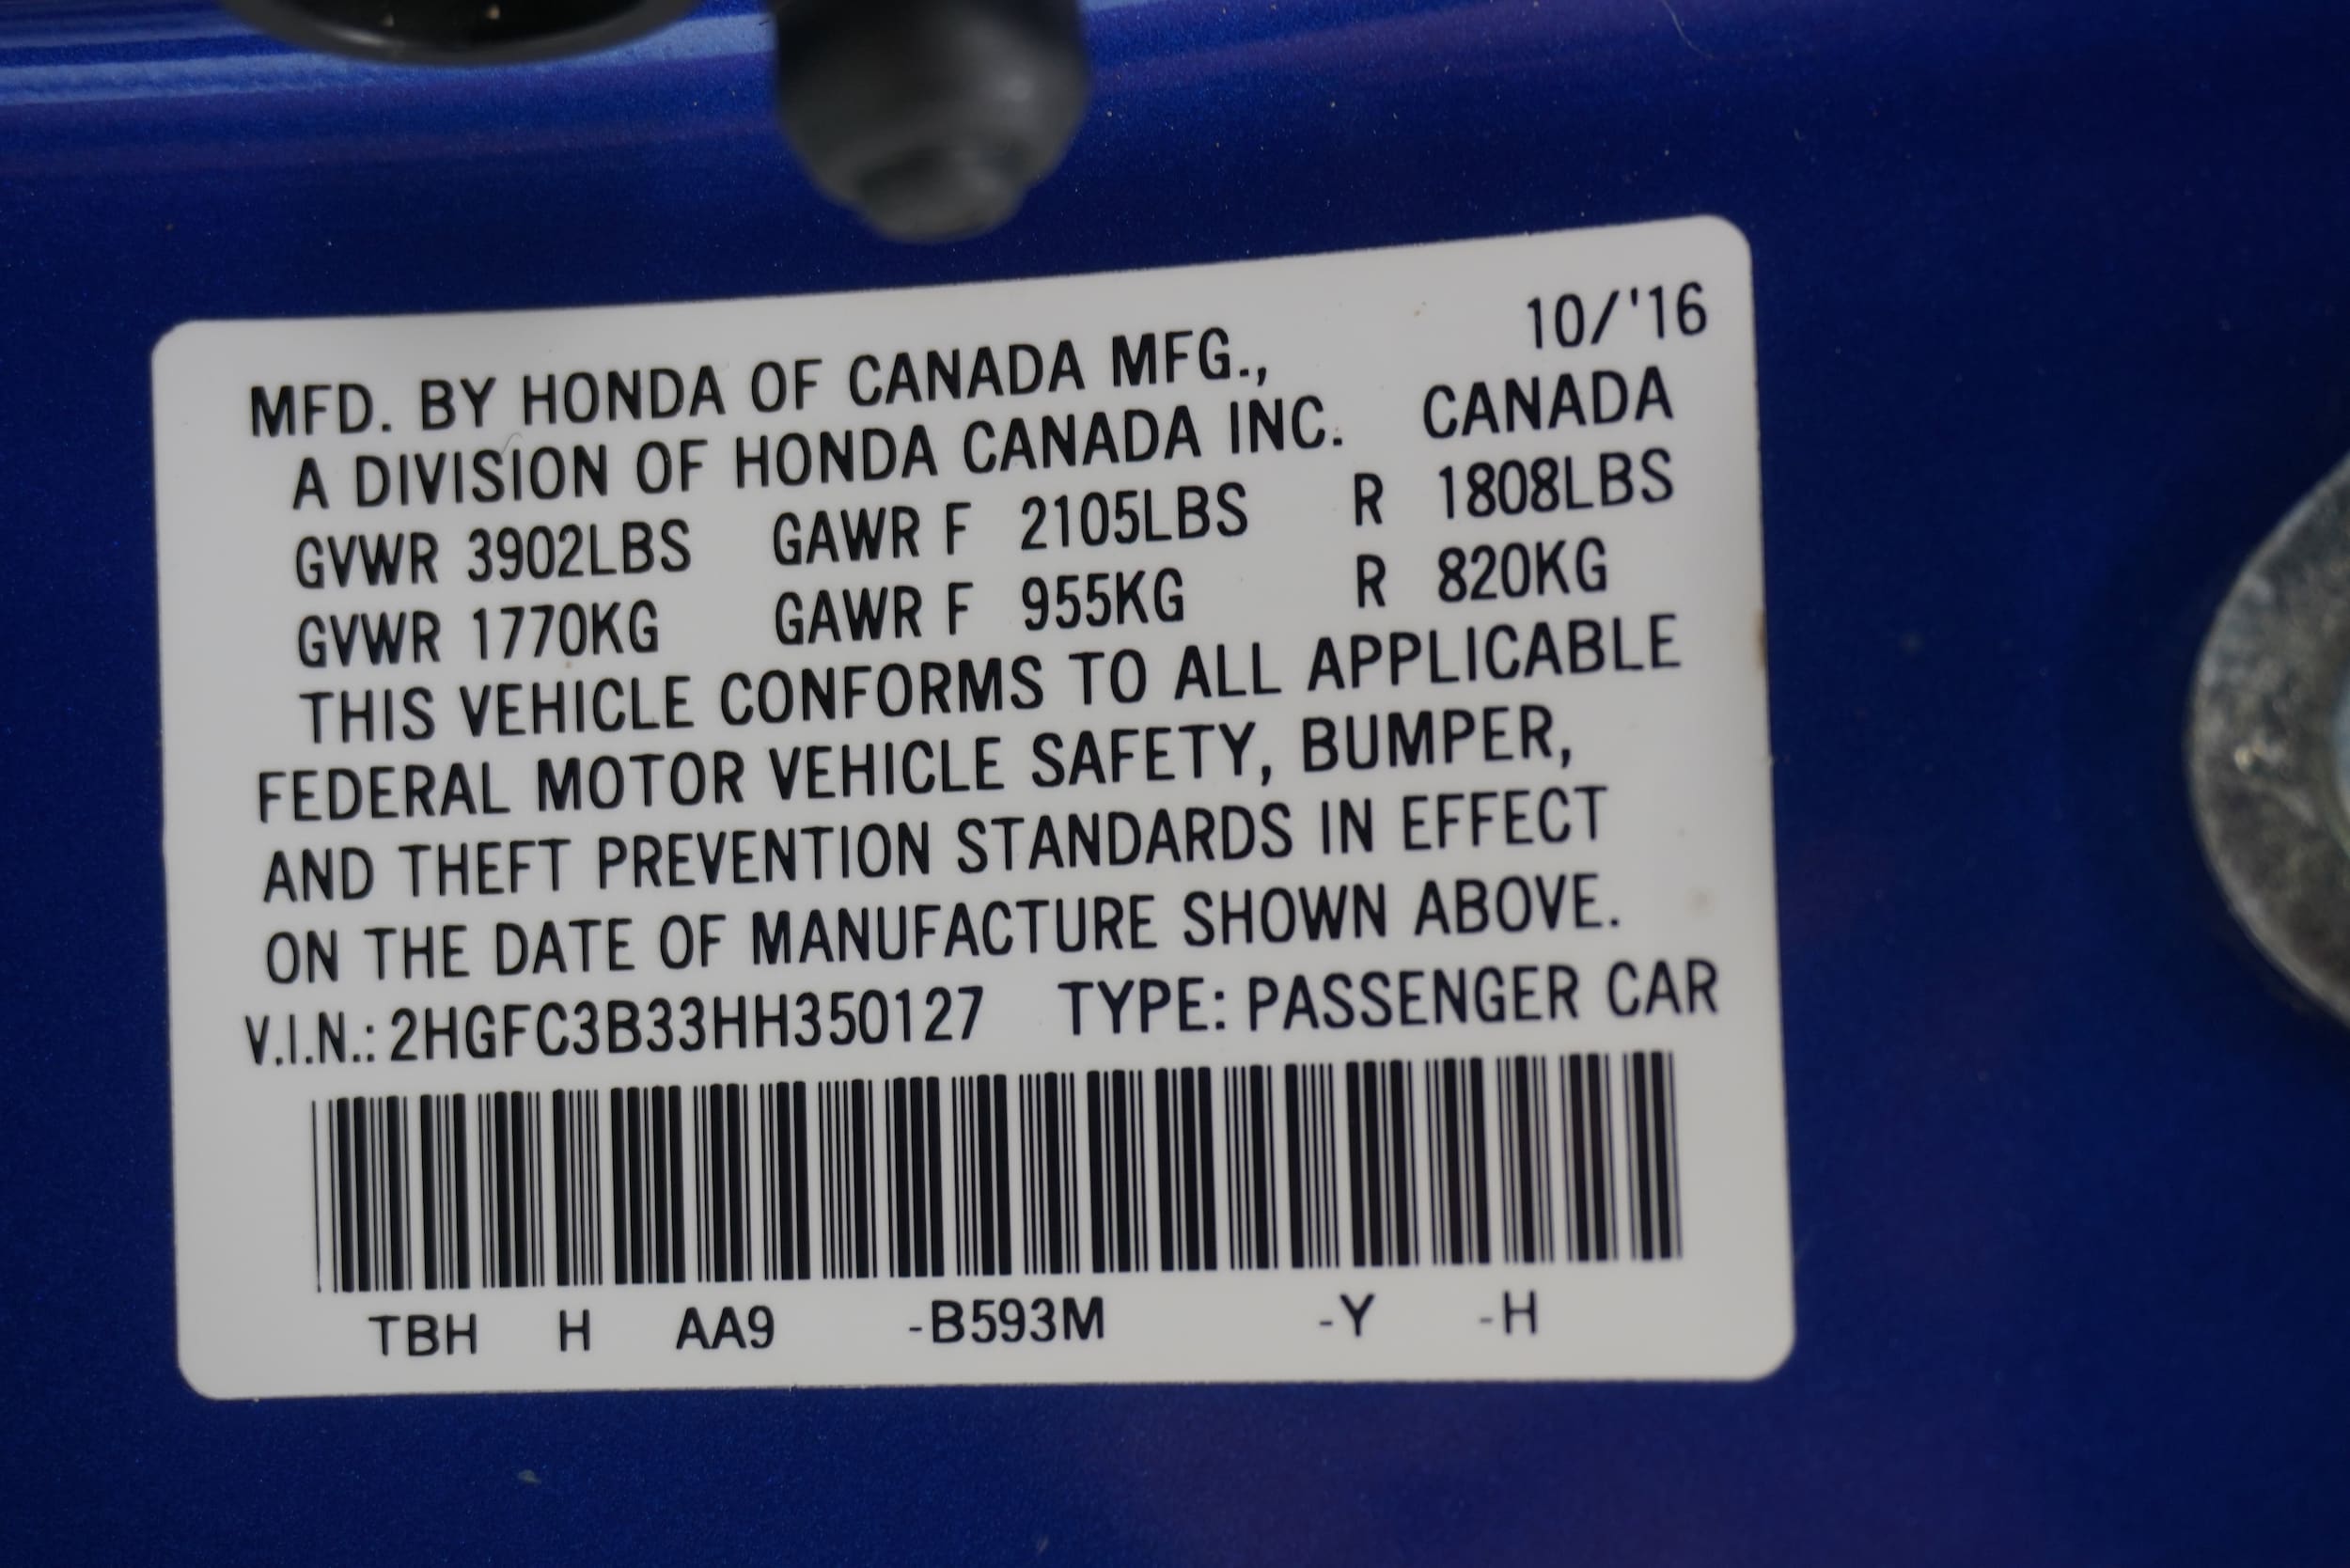 10/'16
MFD. BY HONDA OF CANADA MFG.,
A DIVISION OF HONDA CANADA INC. CANADA
GVWR 3902LBS GAWR F 2105LBS R 1808LBS
GVWR 1770KG GAWR F 955KG R 820KG
THIS VEHICLE CONFORMS TO ALL APPLICABLE
FEDERAL MOTOR VEHICLE SAFETY, BUMPER,
AND THEFT PREVENTION STANDARDS IN EFFECT
ON THE DATE OF MANUFACTURE SHOWN ABOVE.
V.I.N.: 2HGFC3B33HH350127 TYPE: PASSENGER CAR
TBH H AA9 -B593M -Y -H